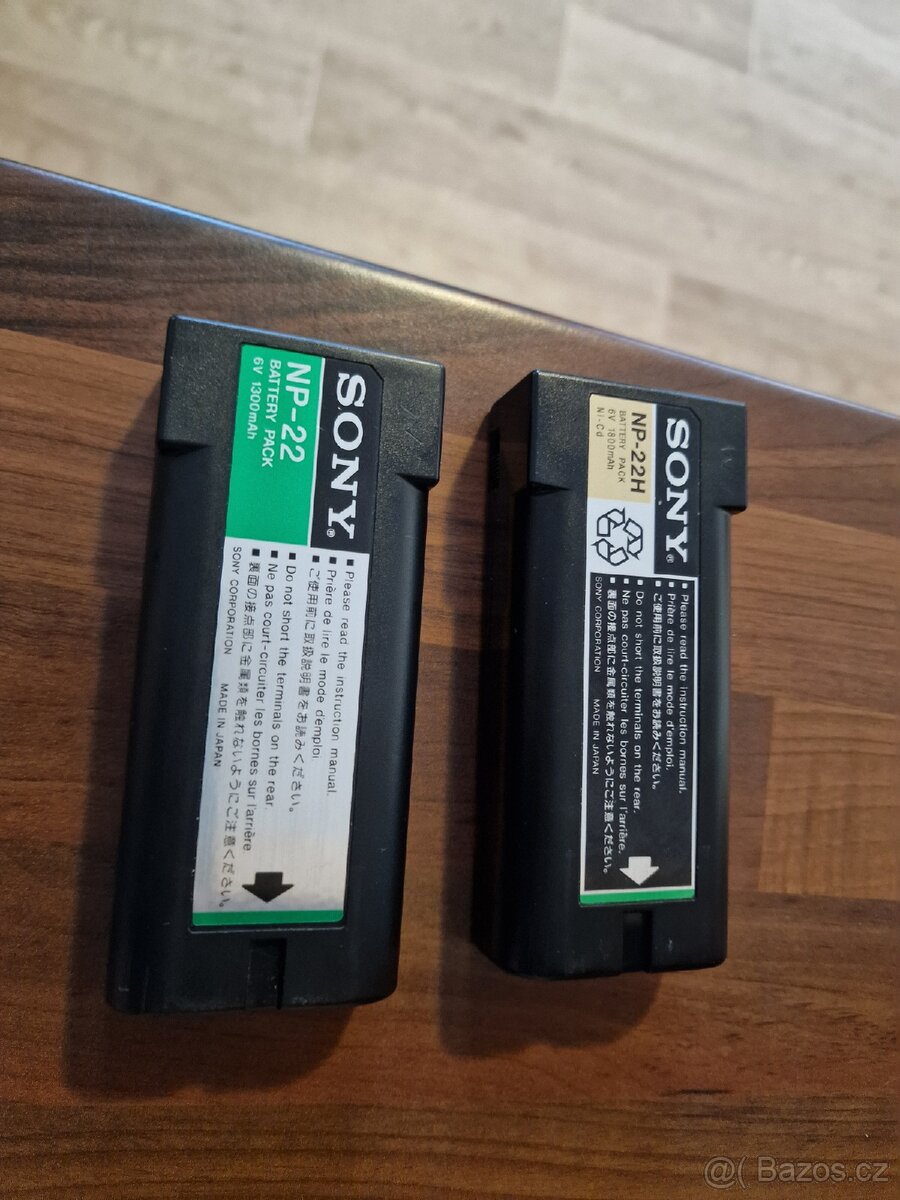 SONY®
NP-22
BATTERY PACK
6V 1300mAh
■ Please read the instruction manual.
■ Prière de lire le mode d'emploi
■ ご使用前に取扱説明書をお読みください。
■ Do not short the terminals on the rear.
■ Ne pas court-circuiter les bornes sur l'arrière
■ 裏面の接点部に金属類を触れないようにご注意ください。
SONY CORPORATION MADE IN JAPAN
SONY®
NP-22H
BATTERY PACK
6V 1800mAh
Ni-Cd
■ Please read the instruction manual.
■ Prière de lire le mode d'emploi.
■ ご使用前に取扱説明書をお読みください。
■ Do not short the terminals on the rear.
■ Ne pas court-circuiter les bornes sur l'arrière.
■ 裏面の接点部に金属類を触れないようにご注意ください。
SONY CORPORATION MADE IN JAPAN
@( Bazos.cz